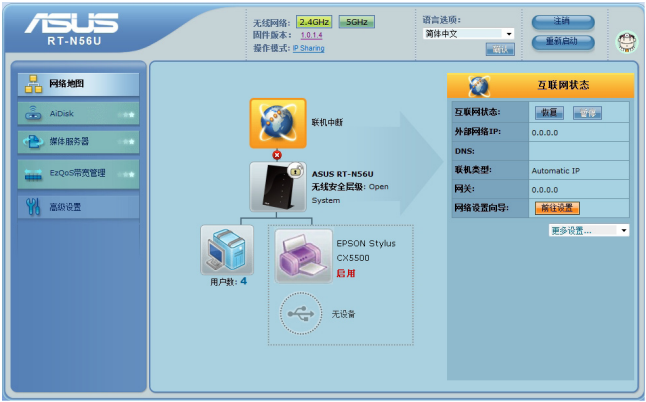 ASUS
RT-N56U
无线网络: 2.4GHz 5GHz
固件版本: 1.0.1.4
操作模式: IP Sharing
语言选项:
简体中文
确认
注销
重新启动
网络地图
AiDisk
媒体服务器
EzQoS带宽管理
高级设置
联机中断
ASUS RT-N56U
无线安全层级: Open
System
用户数: 4
EPSON Stylus
CX5500
启用
无设备
互联网状态
互联网状态: 恢复 暂停
外部网络IP: 0.0.0.0
DNS:
联机类型: Automatic IP
网关: 0.0.0.0
网络设置向导: 前往设置
更多设置...